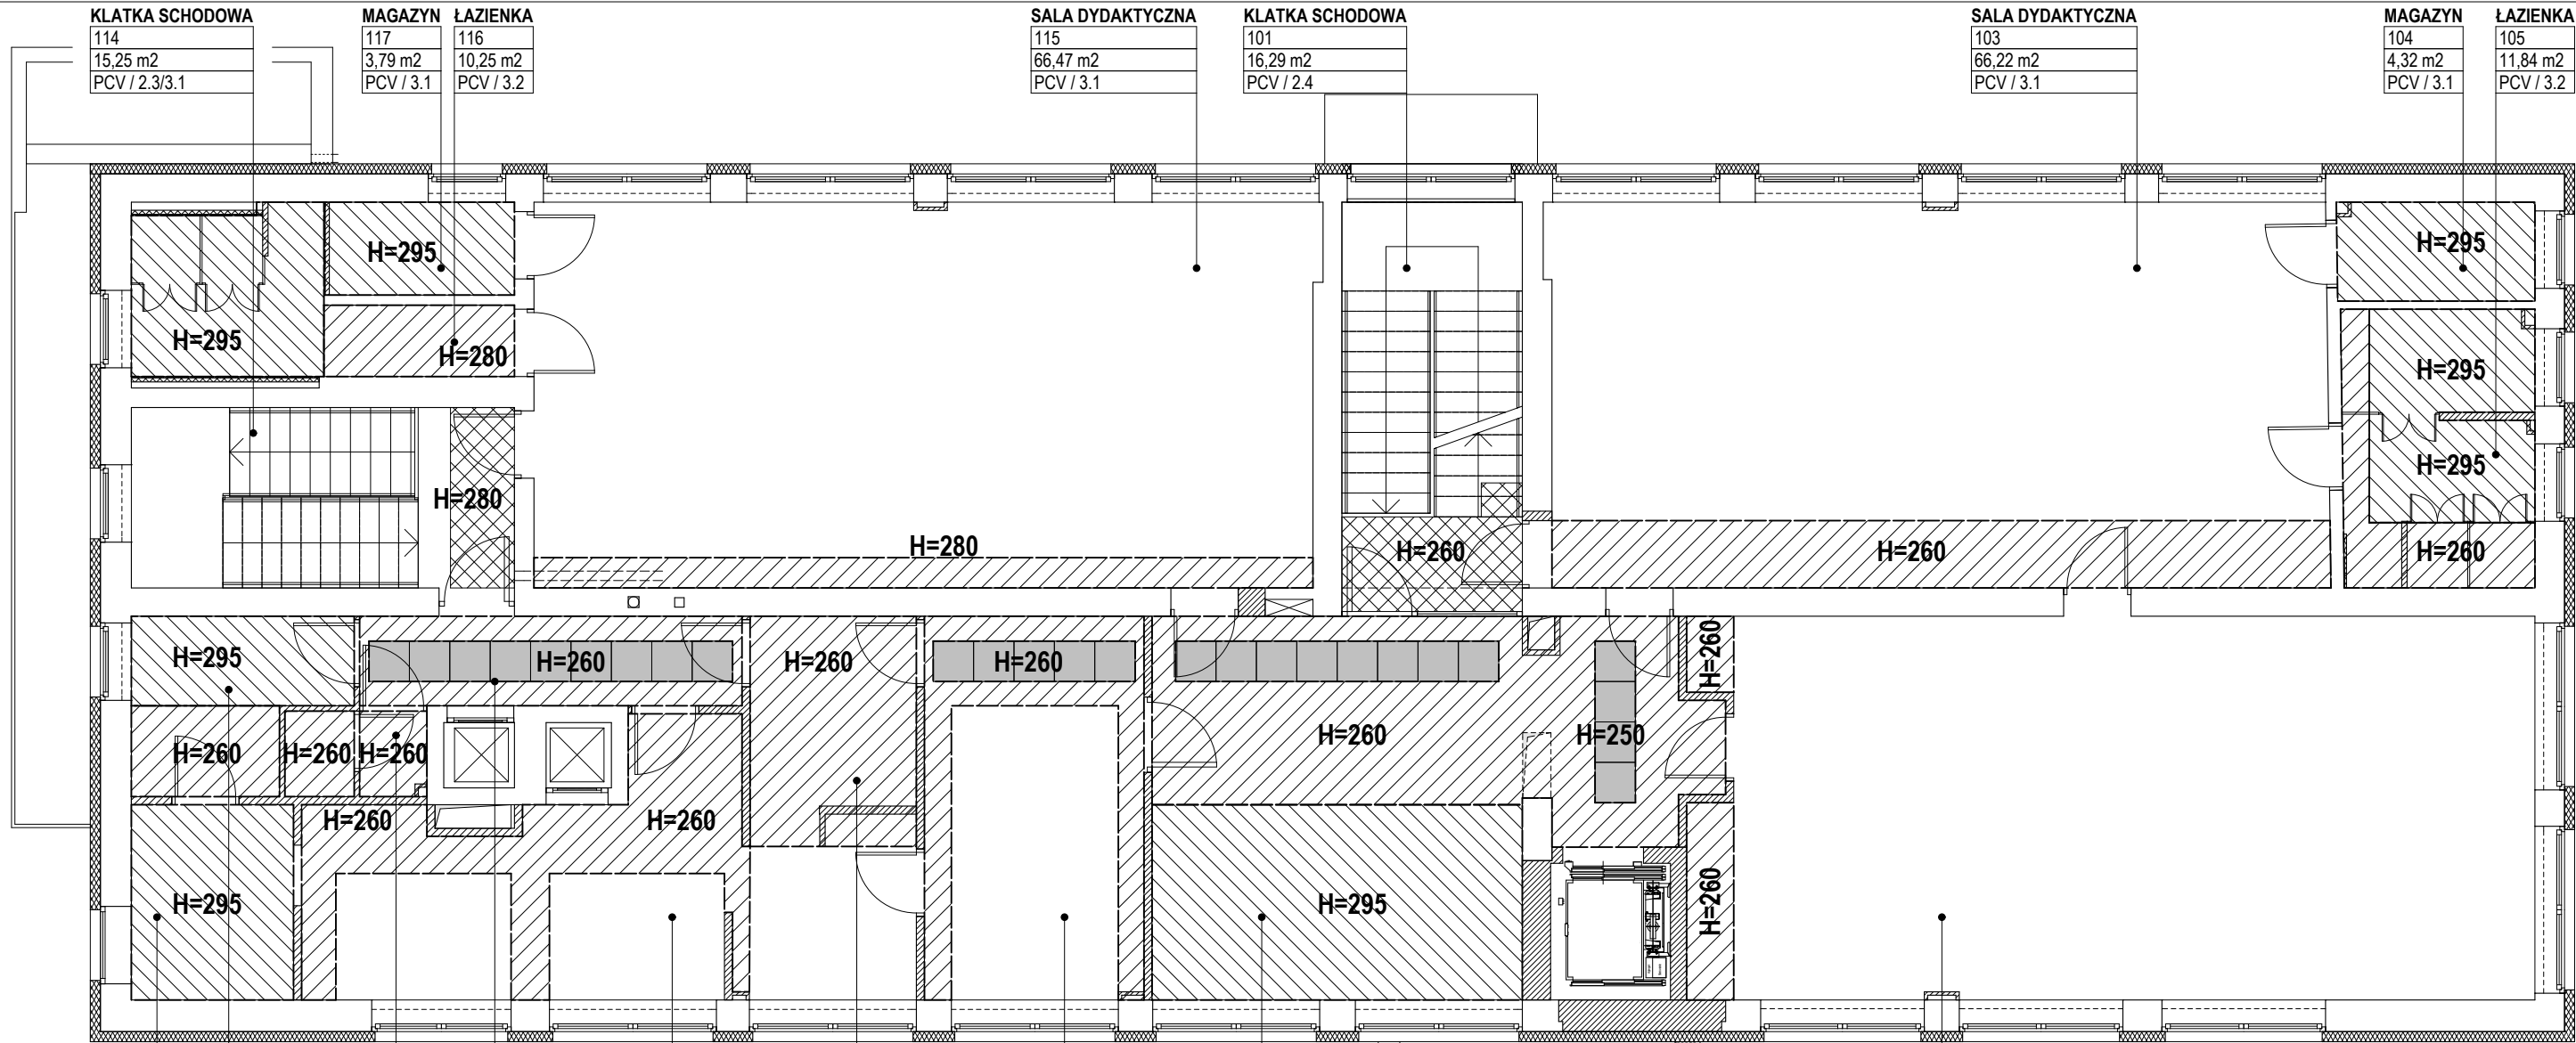 KLATKA SCHODOWA
114
15,25 m2
PCV / 2.3/3.1
MAGAZYN
117
3,79 m2
PCV / 3.1
ŁAZIENKA
116
10,25 m2
PCV / 3.2
SALA DYDAKTYCZNA
115
66,47 m2
PCV / 3.1
KLATKA SCHODOWA
101
16,29 m2
PCV / 2.4
SALA DYDAKTYCZNA
103
66,22 m2
PCV / 3.1
MAGAZYN
104
4,32 m2
PCV / 3.1
ŁAZIENKA
105
11,84 m2
PCV / 3.2
H=295
H=295
H=295
H=280
H=295
H=295
H=280
H=280
H=260
H=260
H=260
H=295
H=260
H=260
H=260
H=260
H=260
H=260
H=260
H=260
H=250
H=260
H=260
H=295
H=295
H=260